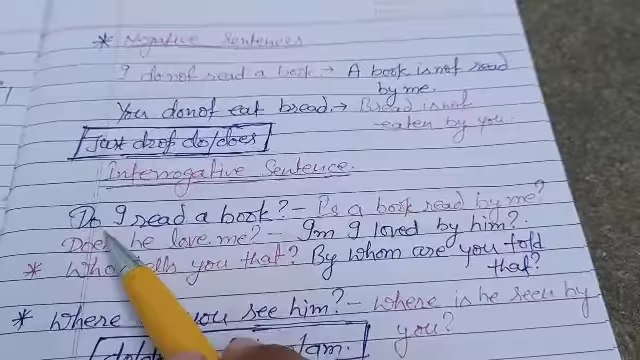 * Negative Sentences
I do not read a book → A book is not read
by me.
You do not eat bread. → Bread is not
eaten by you.
Just drop do/does
Interrogative Sentence.
Do I read a book? - Is a book read by me?
Does he love me? - Im I loved by him?
* Who tells you that? By whom are you told
that?
* Where you see him? - where is he seen by
you?